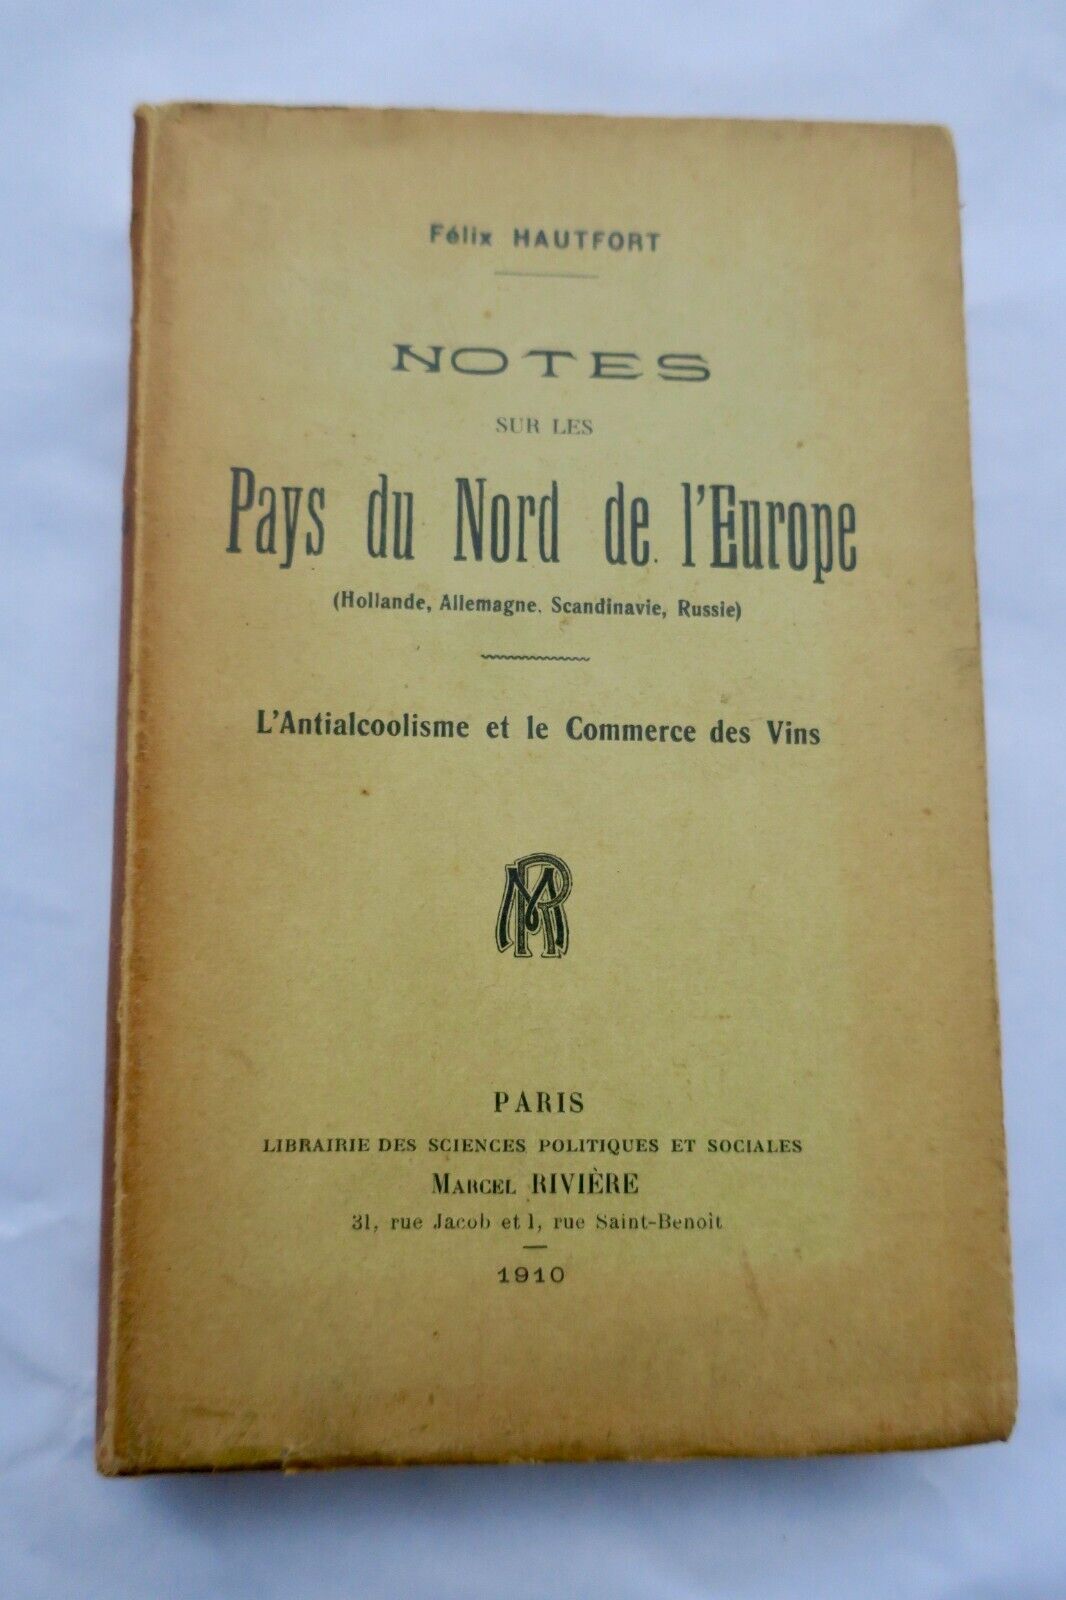 Félix HAUTFORT
NOTES
SUR LES
Pays du Nord de l'Europe
(Hollande, Allemagne. Scandinavie, Russie)
L'Antialcoolisme et le Commerce des Vins
MR
PARIS
LIBRAIRIE DES SCIENCES POLITIQUES ET SOCIALES
MARCEL RIVIÈRE
31, rue Jacob et 1, rue Saint-Benoît
1910